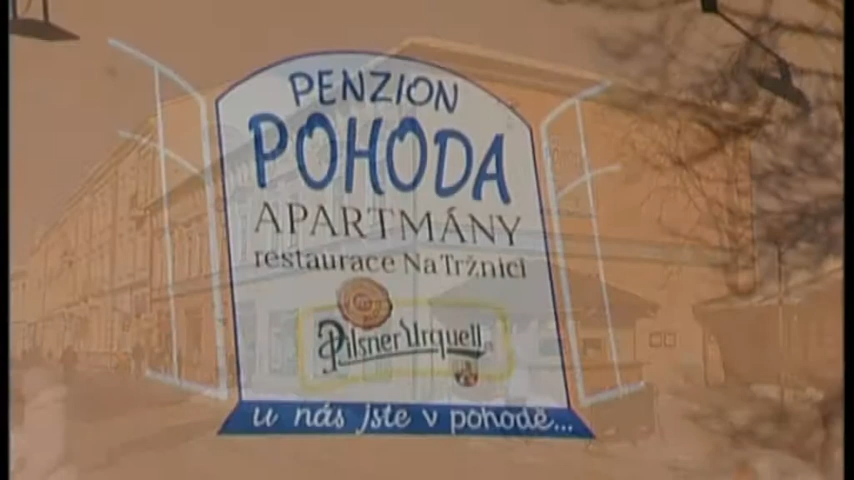 PENZION
POHODA
APARTMÁNY
restaurace Na Tržnici
Pilsner Urquell
u nás jste v pohodě...